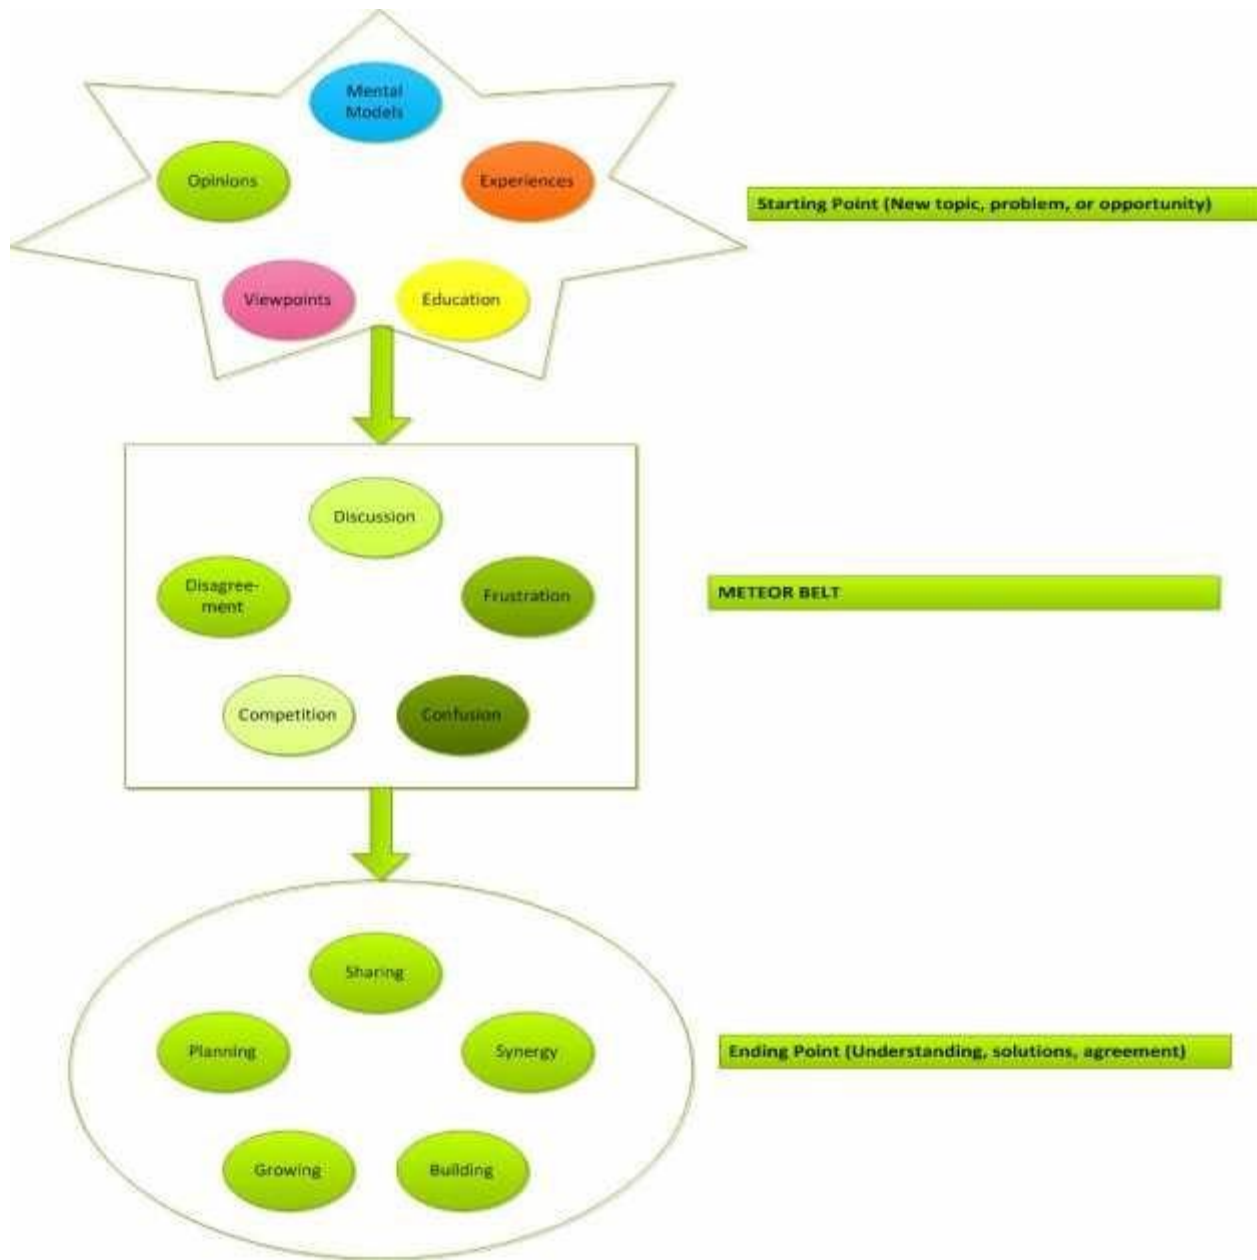 Mental
Models
Opinions
Experiences
Starting Point (New topic, problem, or opportunity)
Viewpoints
Education
Discussion
Disagree-
ment
Frustration
METEOR BELT
Competition
Confusion
Sharing
Planning
Synergy
Ending Point (Understanding, solutions, agreement)
Growing
Building